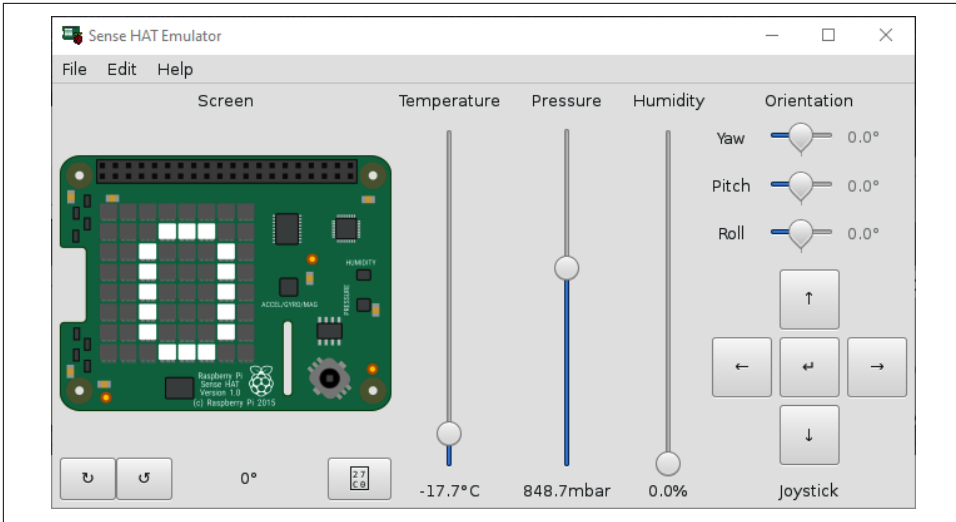 Sense HAT Emulator
File Edit Help
Screen
Temperature
Pressure
Humidity
Orientation
Yaw 0.0°
Pitch 0.0°
Roll 0.0°
HUMIDITY
ACCEL/GYRO/MAG
PRESSURE
Raspberry Pi
Sense HAT
Version 1.0
(c) Raspberry Pi 2015
↑
← ↵ →
↓
↻ ↺ 0°
27
C0
-17.7°C
848.7mbar
0.0%
Joystick